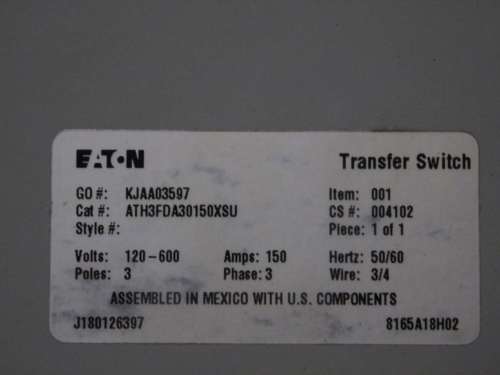 EATON Transfer Switch
GO #: KJAA03597 Item: 001
Cat #: ATH3FDA30150XSU CS #: 004102
Style #: Piece: 1 of 1
Volts: 120-600 Amps: 150 Hertz: 50/60
Poles: 3 Phase: 3 Wire: 3/4
ASSEMBLED IN MEXICO WITH U.S. COMPONENTS
J180126397 8165A18H02